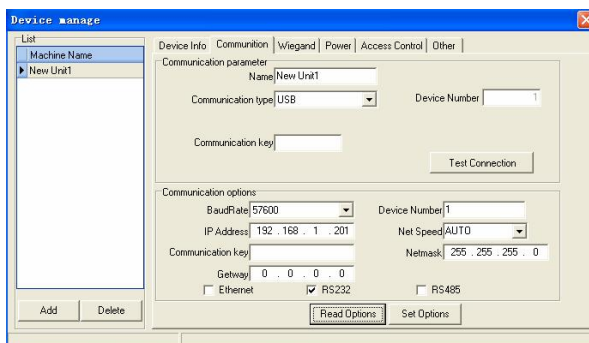 Device manage
List
Machine Name
New Unit1
Add Delete
Device Info Communition Wiegand Power Access Control Other
Communication parameter
Name New Unit1
Communication type USB Device Number 1
Communication key
Test Connection
Communication options
BaudRate 57600 Device Number 1
IP Address 192 . 168 . 1 . 201 Net Speed AUTO
Communication key Netmask 255 . 255 . 255 . 0
Getway 0 . 0 . 0 . 0
Ethernet RS232 RS485
Read Options Set Options